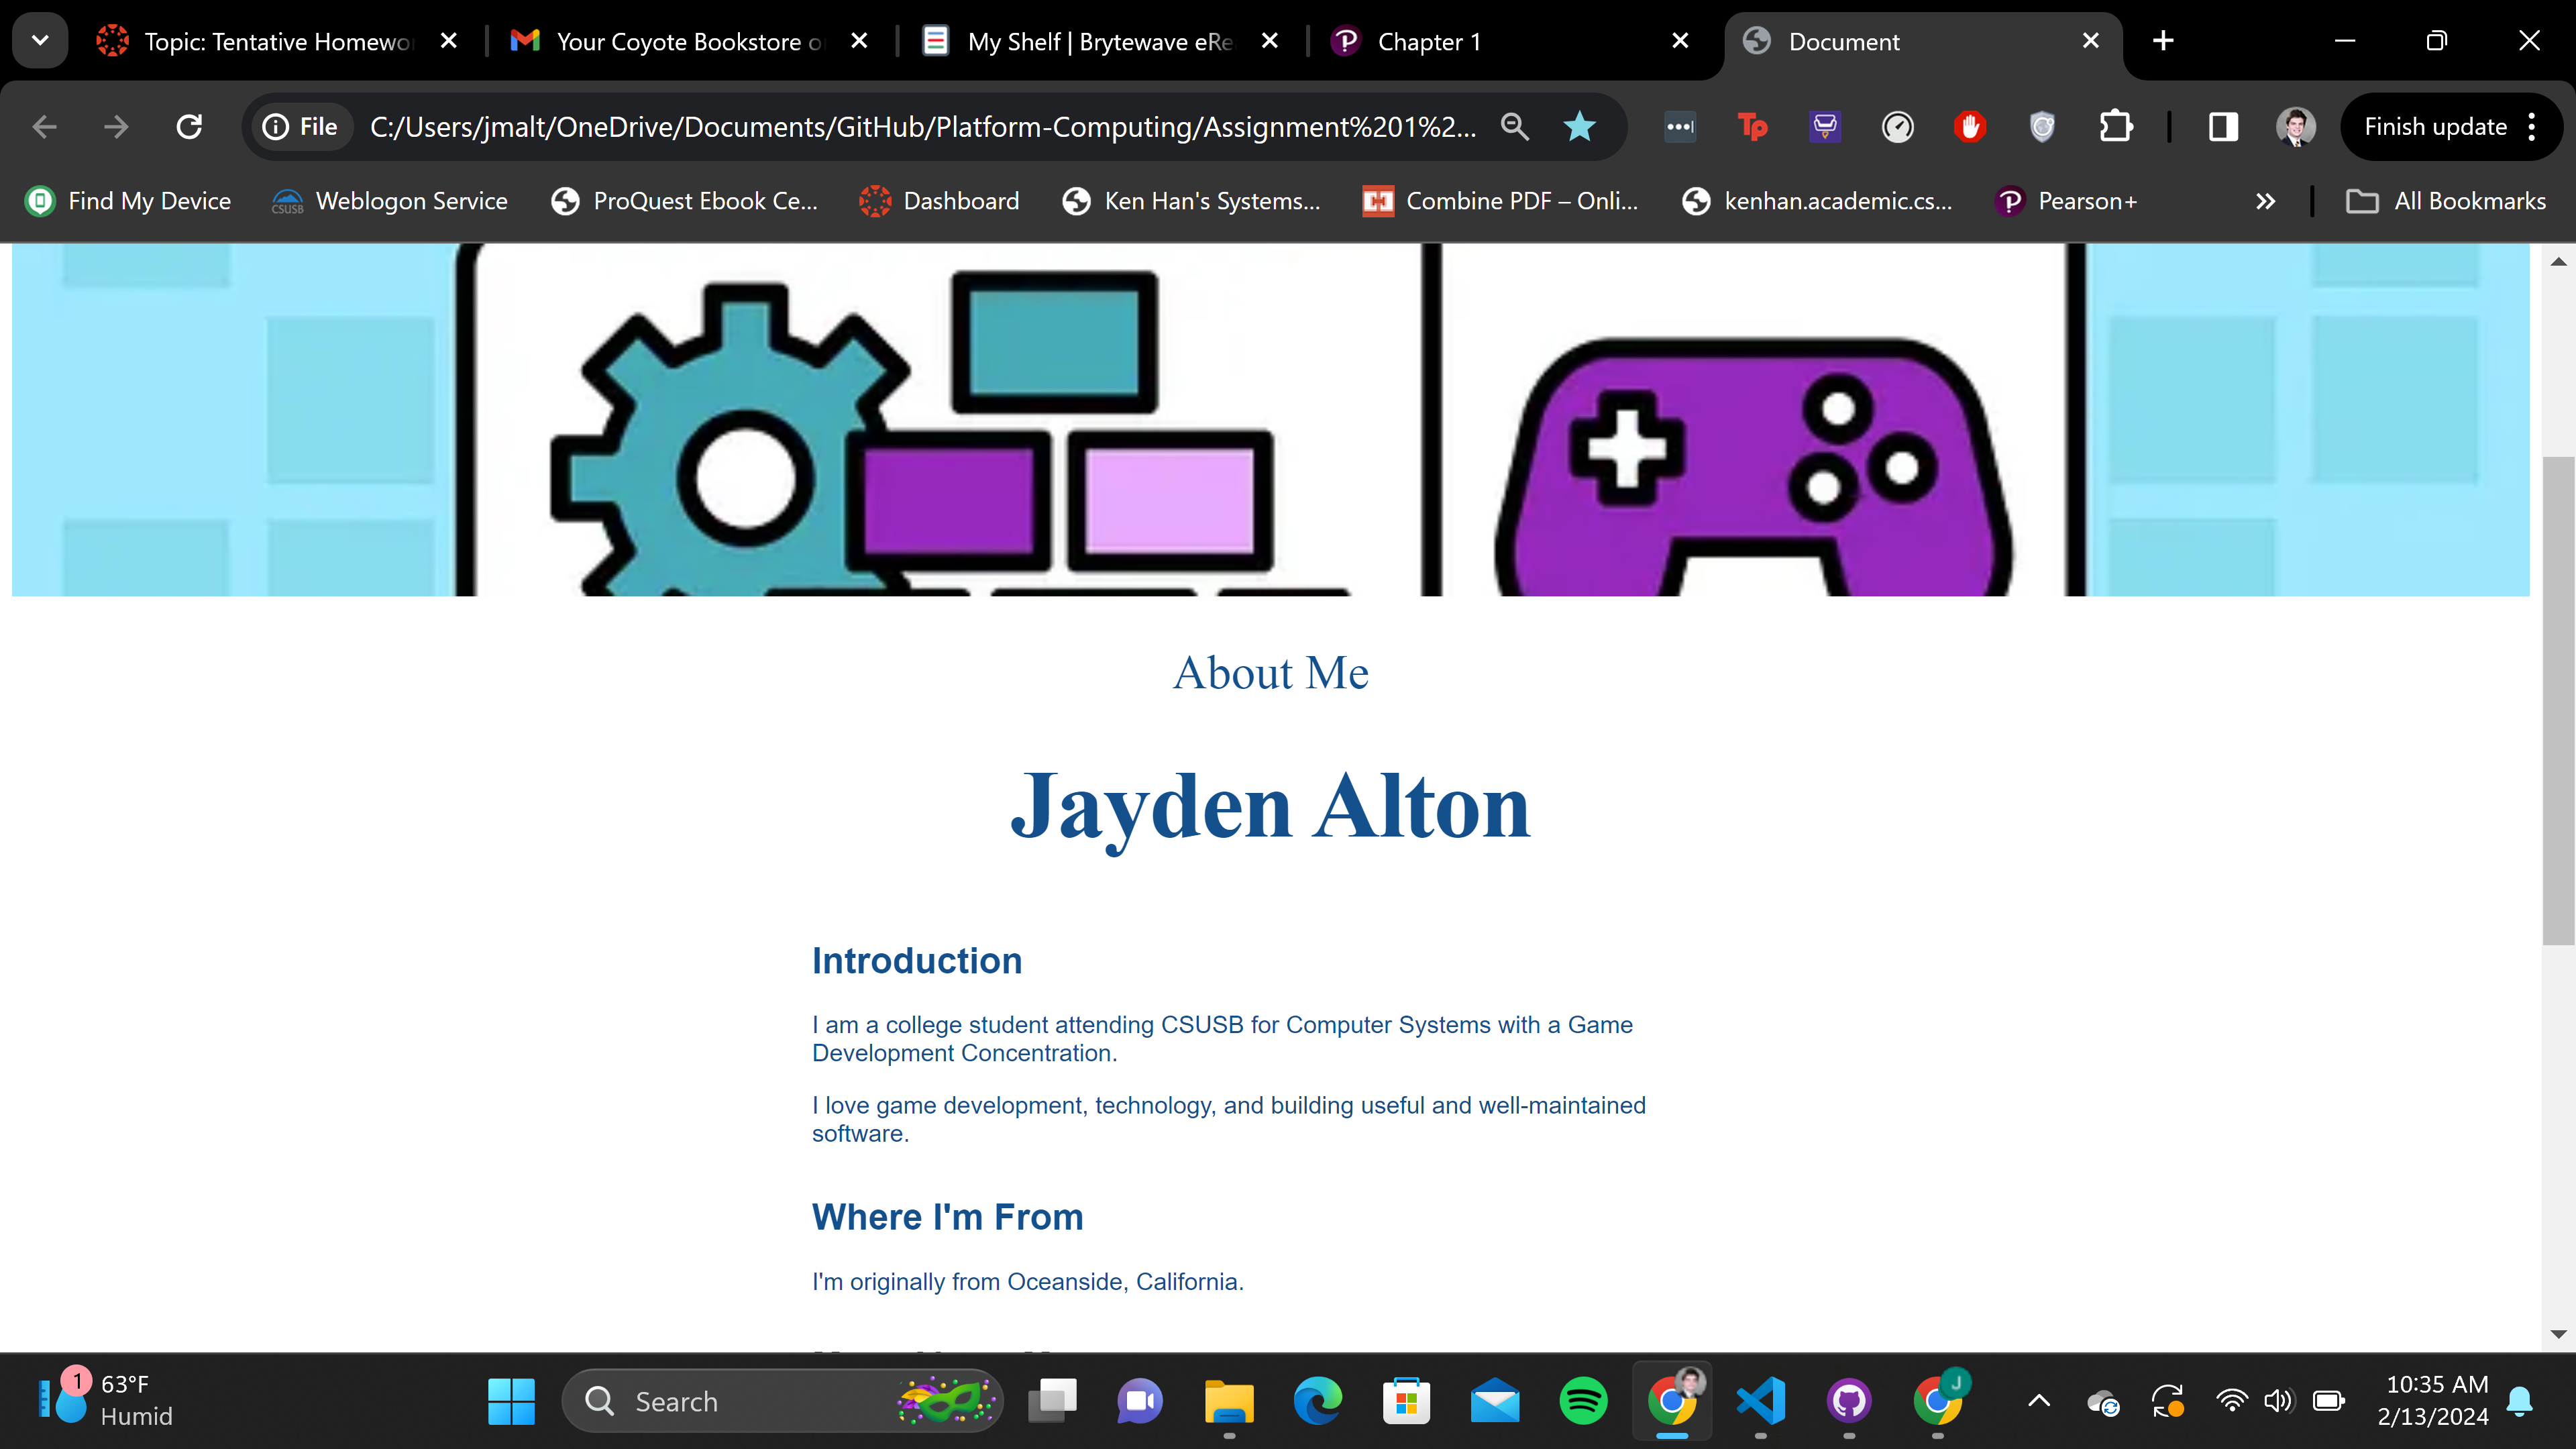 Topic: Tentative Homewo
Your Coyote Bookstore o
My Shelf | Brytewave eRe
Chapter 1
Document
File
C:/Users/jmalt/OneDrive/Documents/GitHub/Platform-Computing/Assignment%201%2...
Tp
Finish update
Find My Device
CSUSB
Weblogon Service
ProQuest Ebook Ce...
Dashboard
Ken Han's Systems...
Combine PDF – Onli...
kenhan.academic.cs...
Pearson+
All Bookmarks
About Me
Jayden Alton
Introduction
I am a college student attending CSUSB for Computer Systems with a Game
Development Concentration.
I love game development, technology, and building useful and well-maintained
software.
Where I'm From
I'm originally from Oceanside, California.
1
63°F
Humid
Search
J
10:35 AM
2/13/2024